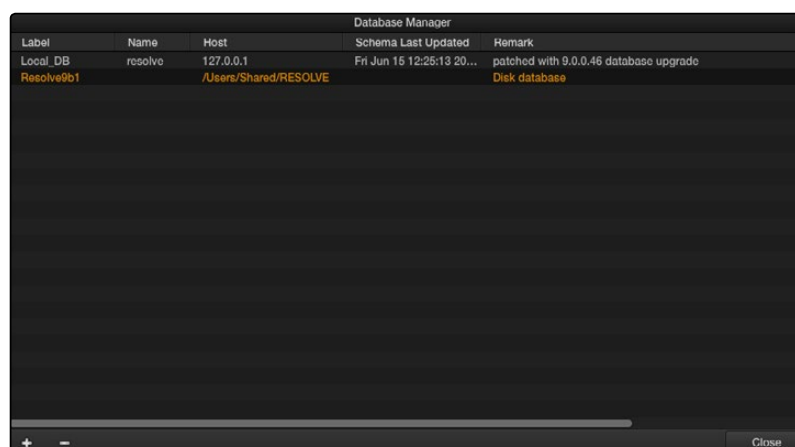 Database Manager
Label Name Host Schema Last Updated Remark
Local_DB resolve 127.0.0.1 Fri Jun 15 12:25:13 20... patched with 9.0.0.46 database upgrade
Resolve9b1 /Users/Shared/RESOLVE Disk database
+ - Close